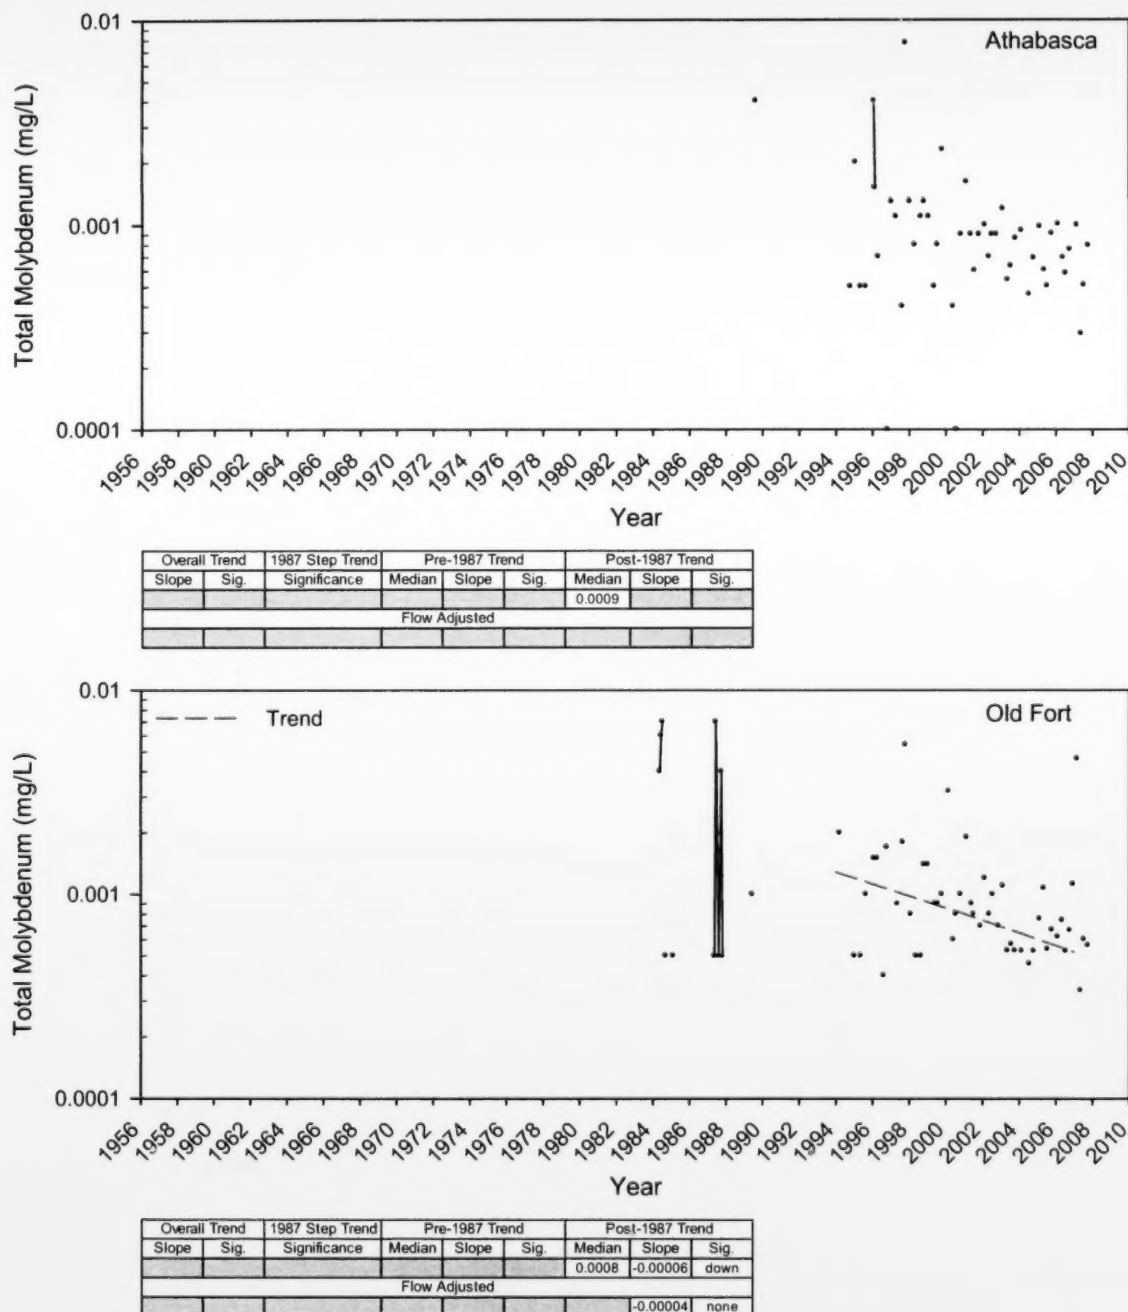 0.01
Athabasca
Total Molybdenum (mg/L)
0.001
0.0001
1956 1958 1960 1962 1964 1966 1968 1970 1972 1974 1976 1978 1980 1982 1984 1986 1988 1990 1992 1994 1996 1998 2000 2002 2004 2006 2008 2010
Year
Overall Trend 1987 Step Trend Pre-1987 Trend Post-1987 Trend
Slope Sig. Significance Median Slope Sig. Median Slope Sig.
0.0009
Flow Adjusted
0.01
Trend Old Fort
Total Molybdenum (mg/L)
0.001
0.0001
1956 1958 1960 1962 1964 1966 1968 1970 1972 1974 1976 1978 1980 1982 1984 1986 1988 1990 1992 1994 1996 1998 2000 2002 2004 2006 2008 2010
Year
Overall Trend 1987 Step Trend Pre-1987 Trend Post-1987 Trend
Slope Sig. Significance Median Slope Sig. Median Slope Sig.
0.0008 -0.00006 down
Flow Adjusted
-0.00004 none